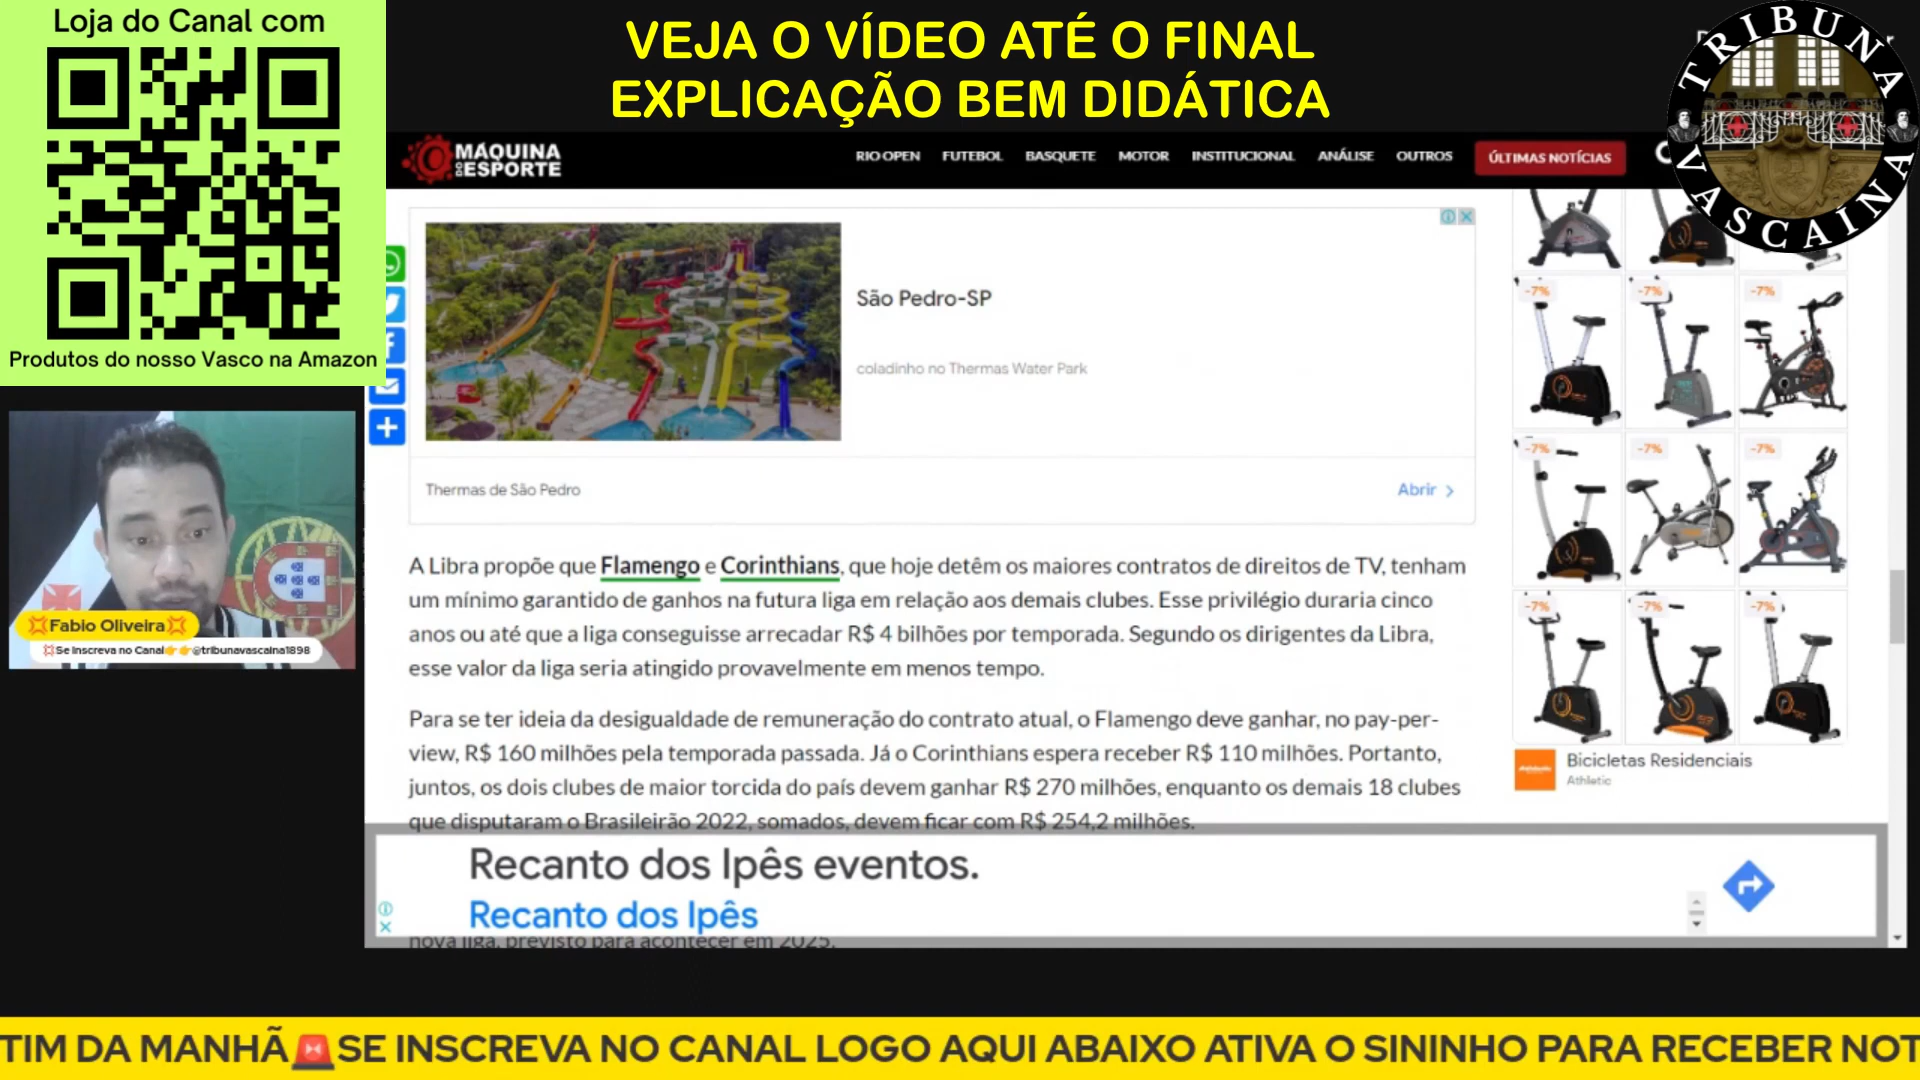 Loja do Canal com
Produtos do nosso Vasco na Amazon
VEJA O VÍDEO ATÉ O FINAL
EXPLICAÇÃO BEM DIDÁTICA
TRIBUNA
VASCAÍNA
MÁQUINA
DO ESPORTE
RIO OPEN FUTEBOL BASQUETE MOTOR INSTITUCIONAL ANÁLISE OUTROS ÚLTIMAS NOTÍCIAS
São Pedro-SP
coladinho no Thermas Water Park
Thermas de São Pedro
Abrir
-7% -7% -7%
-7% -7% -7%
-7% -7% -7%
Bicicletas Residenciais
Athletic
💢Fabio Oliveira💢
💢Se Inscreva no Canal👉👉@tribunavascaina1898
A Libra propõe que Flamengo e Corinthians, que hoje detêm os maiores contratos de direitos de TV, tenham
um mínimo garantido de ganhos na futura liga em relação aos demais clubes. Esse privilégio duraria cinco
anos ou até que a liga conseguisse arrecadar R$ 4 bilhões por temporada. Segundo os dirigentes da Libra,
esse valor da liga seria atingido provavelmente em menos tempo.
Para se ter ideia da desigualdade de remuneração do contrato atual, o Flamengo deve ganhar, no pay-per-
view, R$ 160 milhões pela temporada passada. Já o Corinthians espera receber R$ 110 milhões. Portanto,
juntos, os dois clubes de maior torcida do país devem ganhar R$ 270 milhões, enquanto os demais 18 clubes
que disputaram o Brasileirão 2022, somados, devem ficar com R$ 254,2 milhões.
Recanto dos Ipês eventos.
Recanto dos Ipês
nova liga, previsto para acontecer em 2025.
TIM DA MANHÃ🚨SE INSCREVA NO CANAL LOGO AQUI ABAIXO ATIVA O SININHO PARA RECEBER NOT